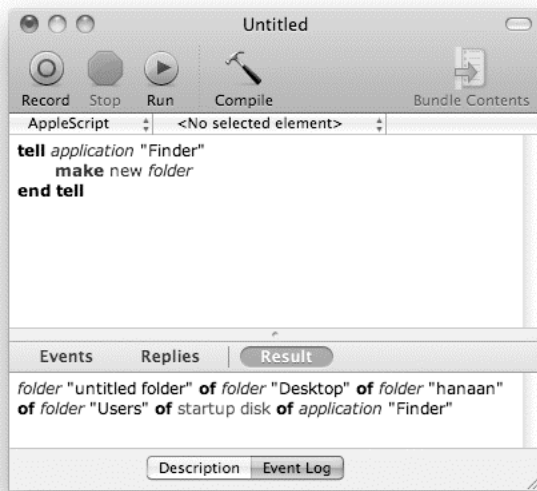 Untitled
Record Stop Run Compile Bundle Contents
AppleScript <No selected element>
tell application "Finder"
make new folder
end tell
Events Replies Result
folder "untitled folder" of folder "Desktop" of folder "hanaan"
of folder "Users" of startup disk of application "Finder"
Description Event Log